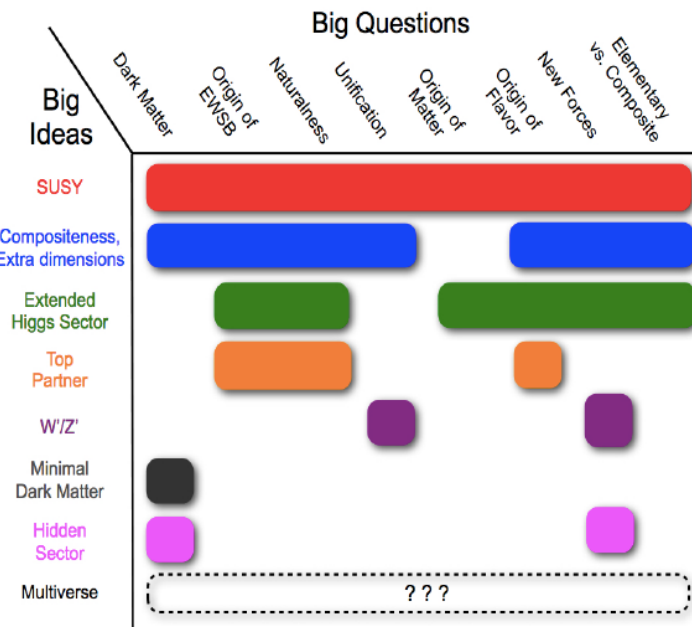 Big Questions
Big
Ideas
Dark Matter
Origin of
EWSB
Naturalness
Unification
Origin of
Matter
Origin of
Flavor
New Forces
Elementary
vs. Composite
SUSY
Compositeness,
Extra dimensions
Extended
Higgs Sector
Top
Partner
W'/Z'
Minimal
Dark Matter
Hidden
Sector
Multiverse
? ? ?